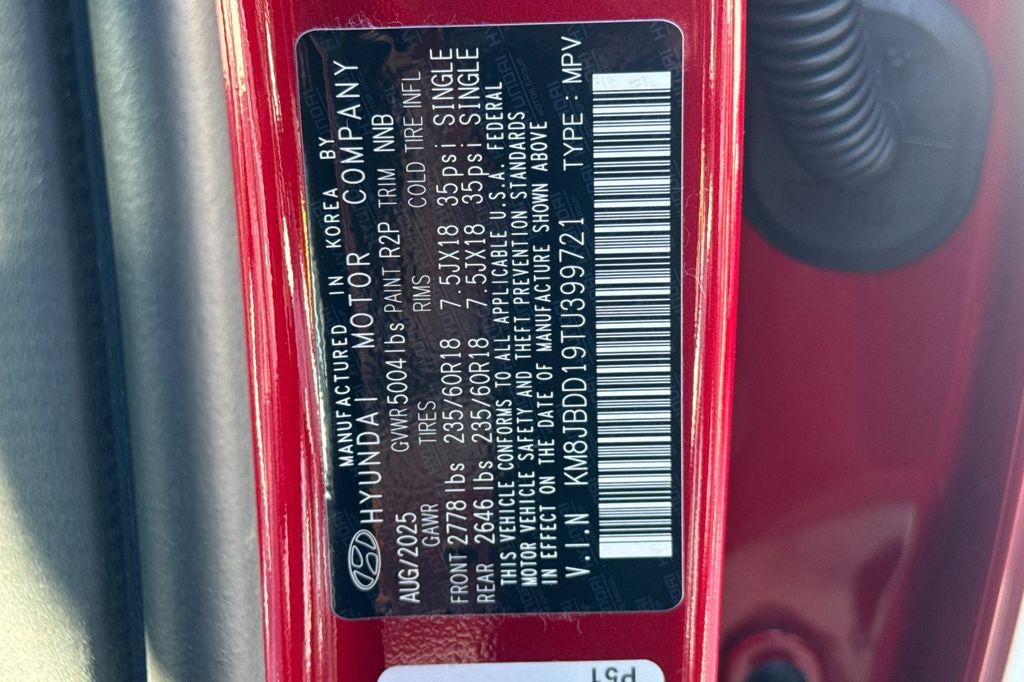 MANUFACTURED IN KOREA BY
HYUNDAI MOTOR COMPANY
AUG/2025 GVWR 5004 lbs PAINT R2P TRIM NNB
GAWR TIRES RIMS COLD TIRE INFL
FRONT 2778 lbs 235/60R18 7.5JX18 35psi SINGLE
REAR 2646 lbs 235/60R18 7.5JX18 35psi SINGLE
THIS VEHICLE CONFORMS TO ALL APPLICABLE U.S.A. FEDERAL
MOTOR VEHICLE SAFETY AND THEFT PREVENTION STANDARDS
IN EFFECT ON THE DATE OF MANUFACTURE SHOWN ABOVE
V.I.N KM8JBDD19TU399721 TYPE : MPV
P51